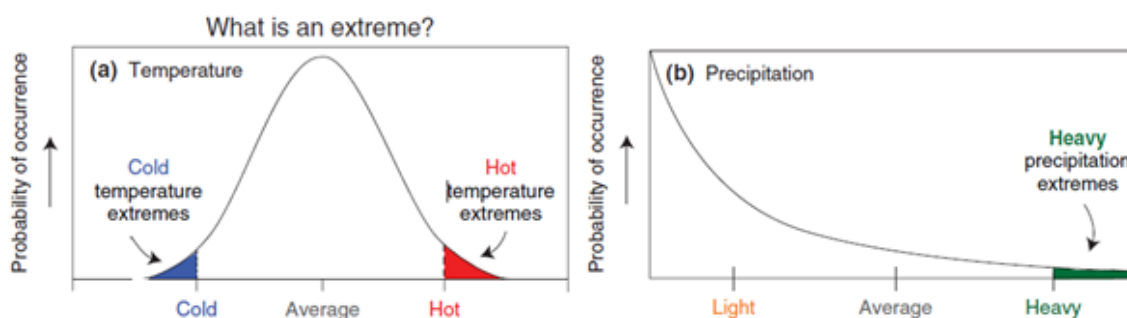 What is an extreme?
(a) Temperature
Probability of occurrence
Cold
temperature
extremes
Hot
temperature
extremes
Cold
Average
Hot
(b) Precipitation
Probability of occurrence
Heavy
precipitation
extremes
Light
Average
Heavy